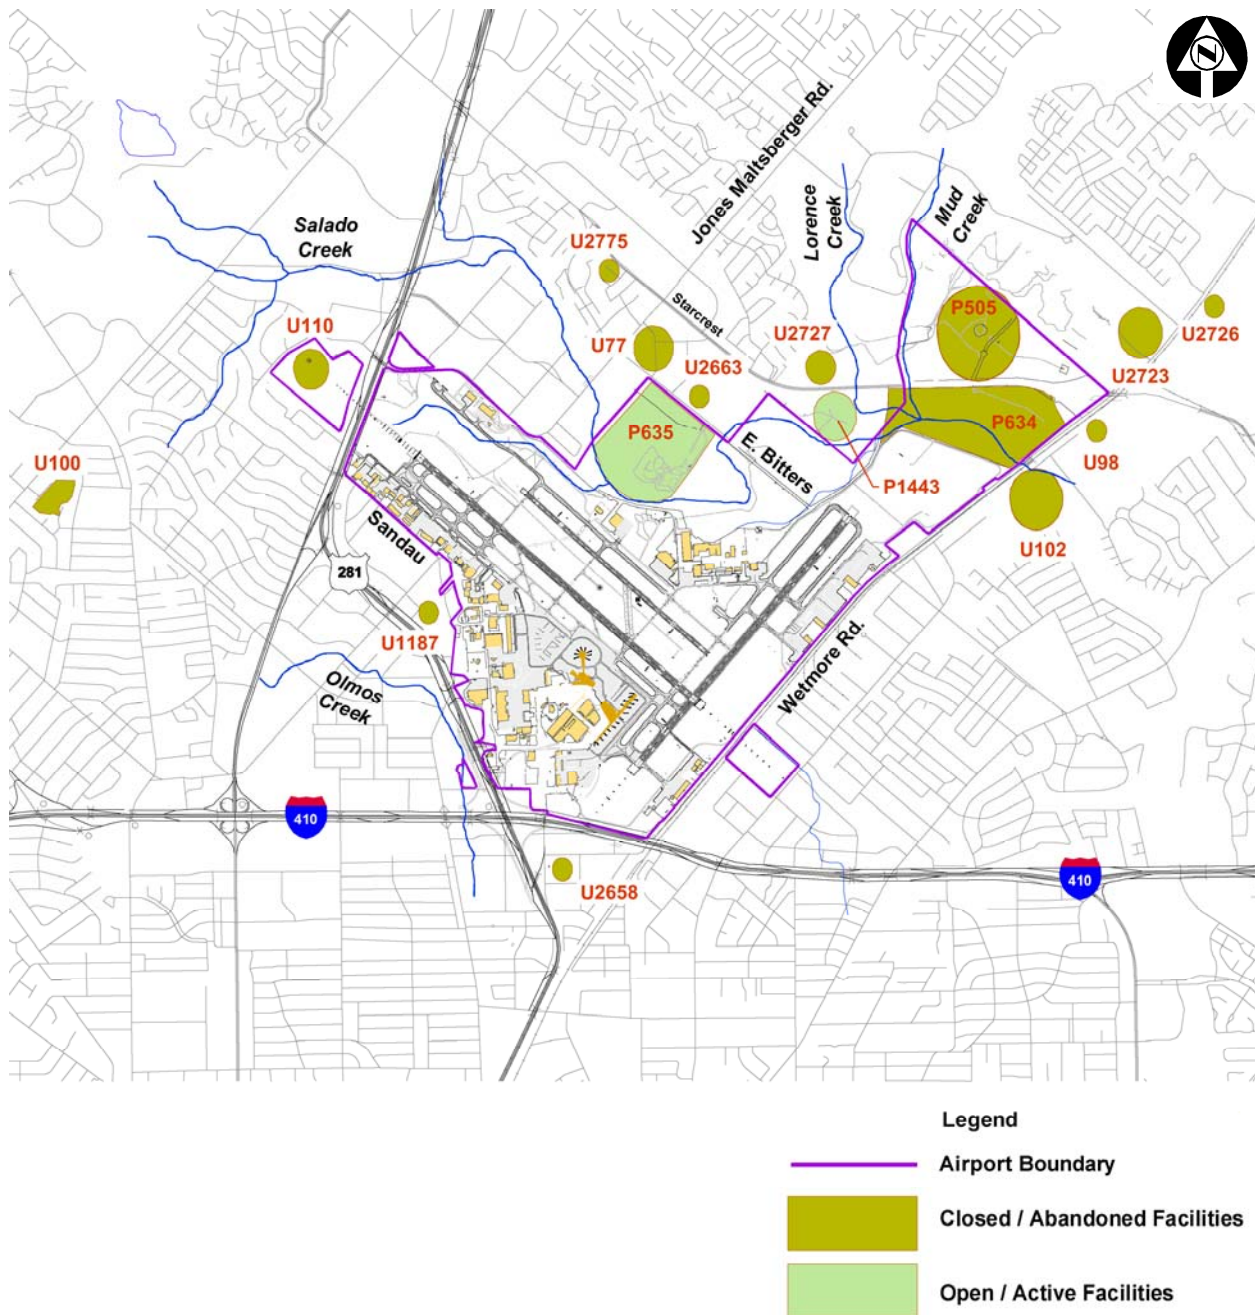 N
Jones Maltsberger Rd.
Lorence
Creek
Mud
Creek
Salado
Creek
U2775
Starcrest
P505
U110
U77
U2727
U2726
U2663
U2723
P635
P634
E. Bitters
U98
U100
P1443
Sandau
U102
281
U1187
Wetmore Rd.
Olmos
Creek
410
410
U2658
Legend
Airport Boundary
Closed / Abandoned Facilities
Open / Active Facilities